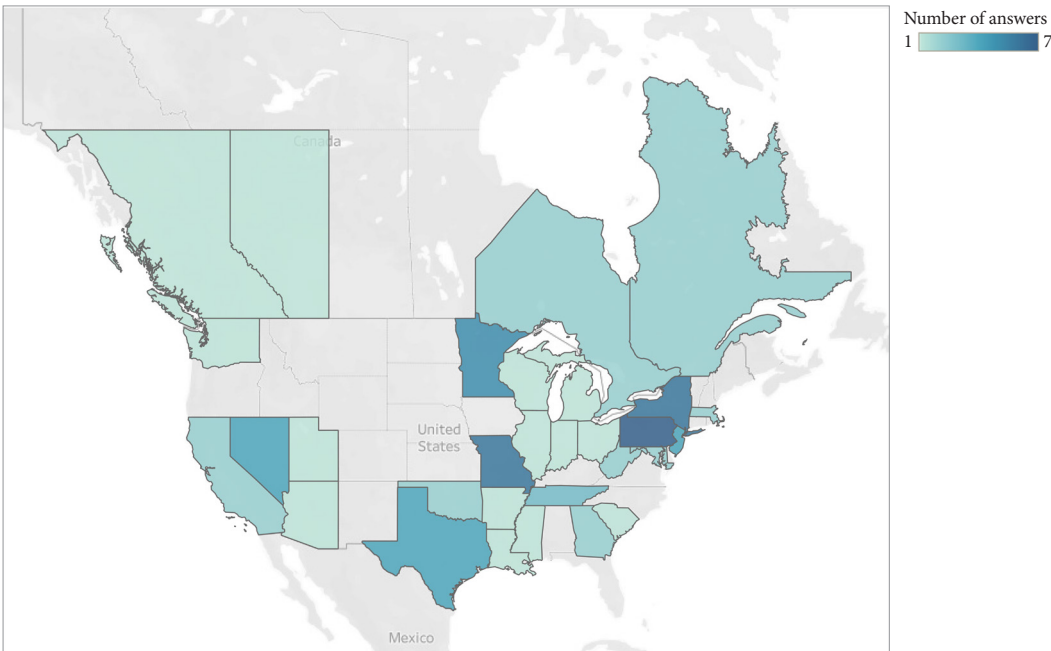 Number of answers
1 7
Canada
United
States
Mexico